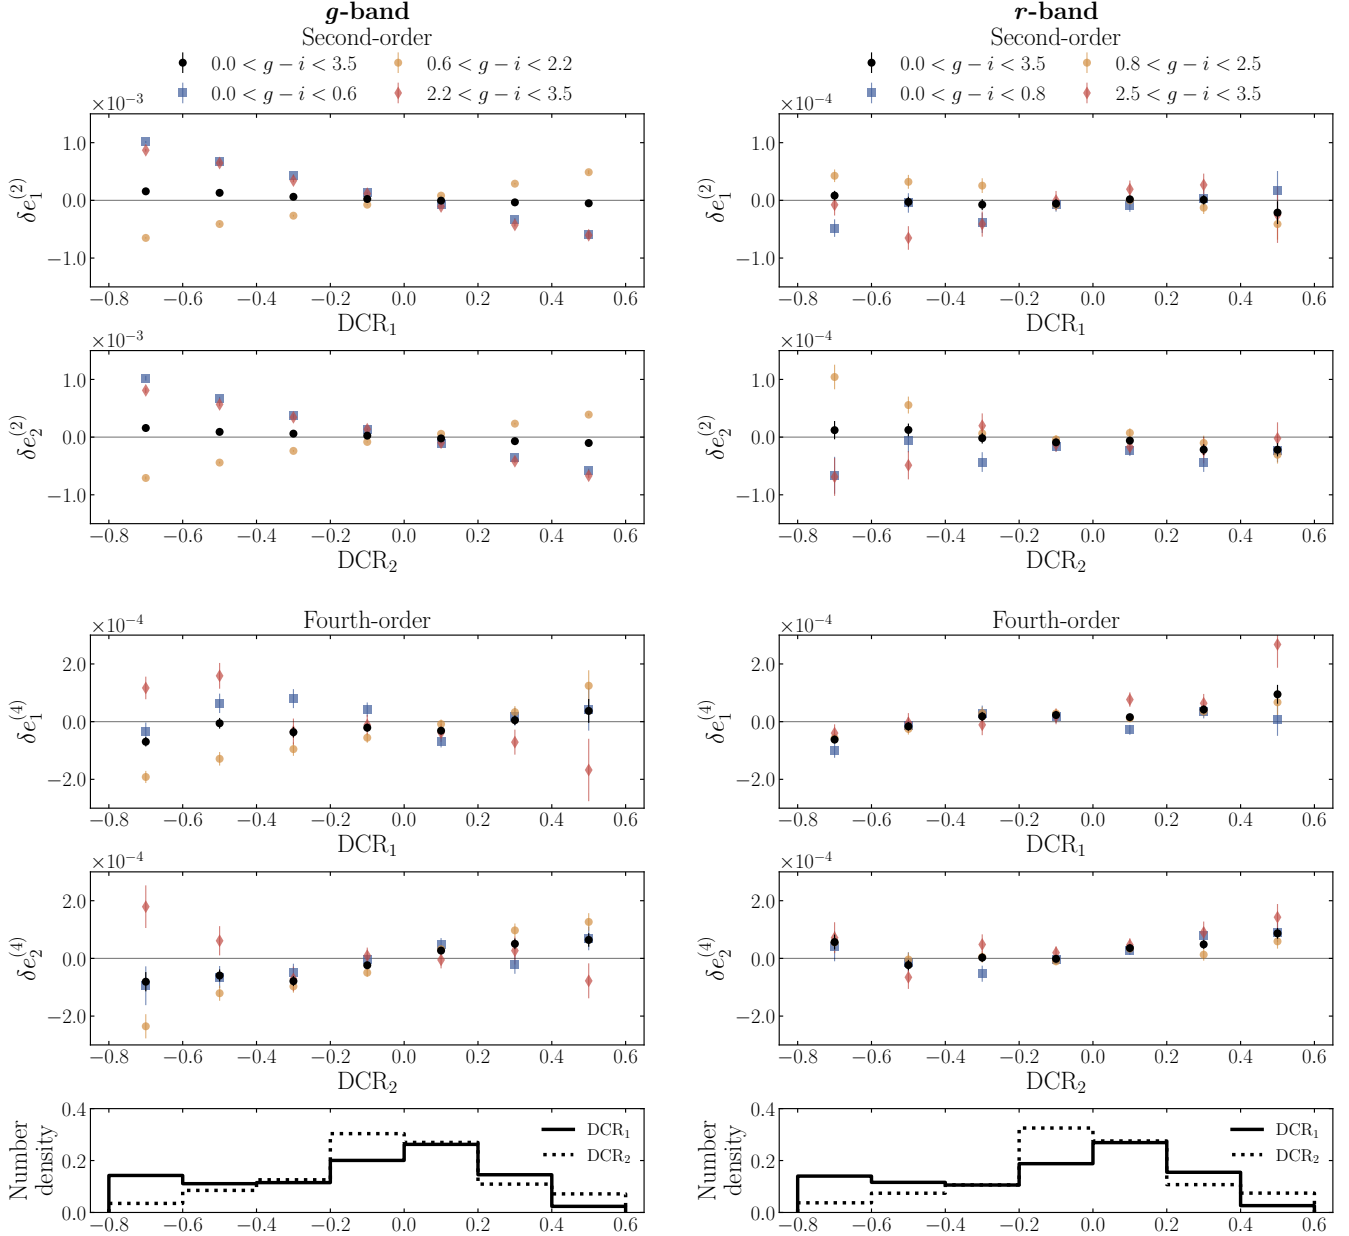 g-band
Second-order
0.0 < g − i < 3.5
0.6 < g − i < 2.2
0.0 < g − i < 0.6
2.2 < g − i < 3.5
×10⁻³
1.0
0.0
−1.0
δe₁⁽²⁾
−0.8 −0.6 −0.4 −0.2 0.0 0.2 0.4 0.6
DCR₁
×10⁻³
1.0
0.0
−1.0
δe₂⁽²⁾
−0.8 −0.6 −0.4 −0.2 0.0 0.2 0.4 0.6
DCR₂
Fourth-order
×10⁻⁴
2.0
0.0
−2.0
δe₁⁽⁴⁾
−0.8 −0.6 −0.4 −0.2 0.0 0.2 0.4 0.6
DCR₁
×10⁻⁴
2.0
0.0
−2.0
δe₂⁽⁴⁾
−0.8 −0.6 −0.4 −0.2 0.0 0.2 0.4 0.6
DCR₂
0.4
0.2
0.0
Number
density
DCR₁
DCR₂
−0.8 −0.6 −0.4 −0.2 0.0 0.2 0.4 0.6
r-band
Second-order
0.0 < g − i < 3.5
0.8 < g − i < 2.5
0.0 < g − i < 0.8
2.5 < g − i < 3.5
×10⁻⁴
1.0
0.0
−1.0
δe₁⁽²⁾
−0.8 −0.6 −0.4 −0.2 0.0 0.2 0.4 0.6
DCR₁
×10⁻⁴
1.0
0.0
−1.0
δe₂⁽²⁾
−0.8 −0.6 −0.4 −0.2 0.0 0.2 0.4 0.6
DCR₂
Fourth-order
×10⁻⁴
2.0
0.0
−2.0
δe₁⁽⁴⁾
−0.8 −0.6 −0.4 −0.2 0.0 0.2 0.4 0.6
DCR₁
×10⁻⁴
2.0
0.0
−2.0
δe₂⁽⁴⁾
−0.8 −0.6 −0.4 −0.2 0.0 0.2 0.4 0.6
DCR₂
0.4
0.2
0.0
Number
density
DCR₁
DCR₂
−0.8 −0.6 −0.4 −0.2 0.0 0.2 0.4 0.6